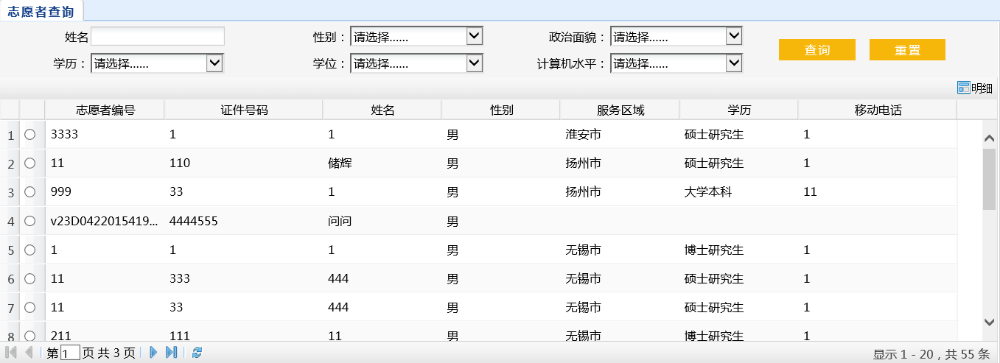 志愿者查询
姓名 性别： 请选择...... 政治面貌： 请选择...... 查询 重置
学历： 请选择...... 学位： 请选择...... 计算机水平： 请选择......
明细
志愿者编号 证件号码 姓名 性别 服务区域 学历 移动电话
1 3333 1 1 男 淮安市 硕士研究生 1
2 11 110 储辉 男 扬州市 硕士研究生 1
3 999 33 1 男 扬州市 大学本科 11
4 v23D0422015419... 4444555 问问 男
5 1 1 1 男 无锡市 博士研究生 1
6 11 333 444 男 无锡市 硕士研究生 1
7 11 33 444 男 无锡市 硕士研究生 1
8 211 111 11 男 无锡市 博士研究生 1
第 1 页 共 3 页 显示 1 - 20，共 55 条